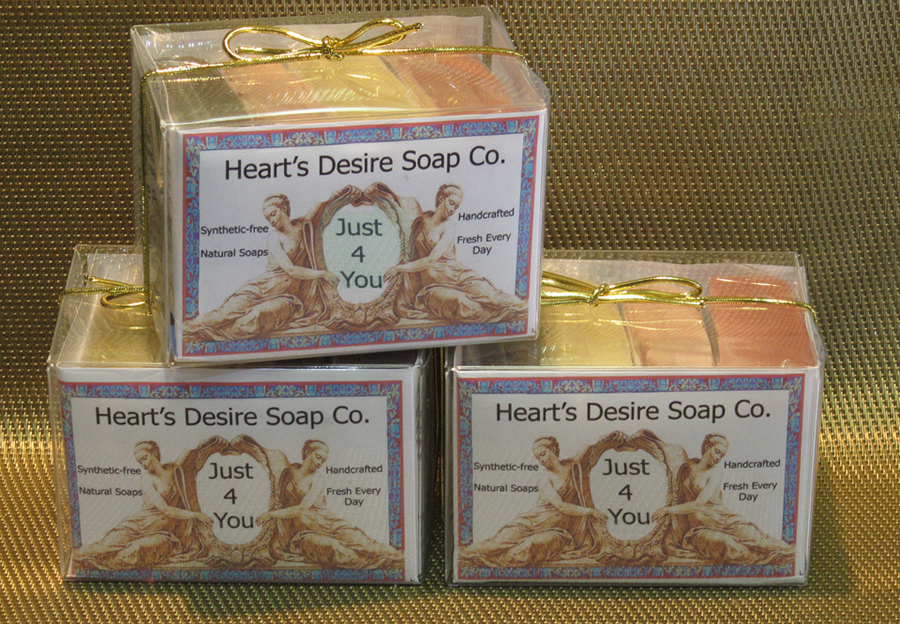 Heart's Desire Soap Co.
Synthetic-free
Natural Soaps
Just
4
You
Handcrafted
Fresh Every
Day
Heart's Desire Soap Co.
Synthetic-free
Natural Soaps
Just
4
You
Handcrafted
Fresh Every
Day
Heart's Desire Soap Co.
Synthetic-free
Natural Soaps
Just
4
You
Handcrafted
Fresh Every
Day